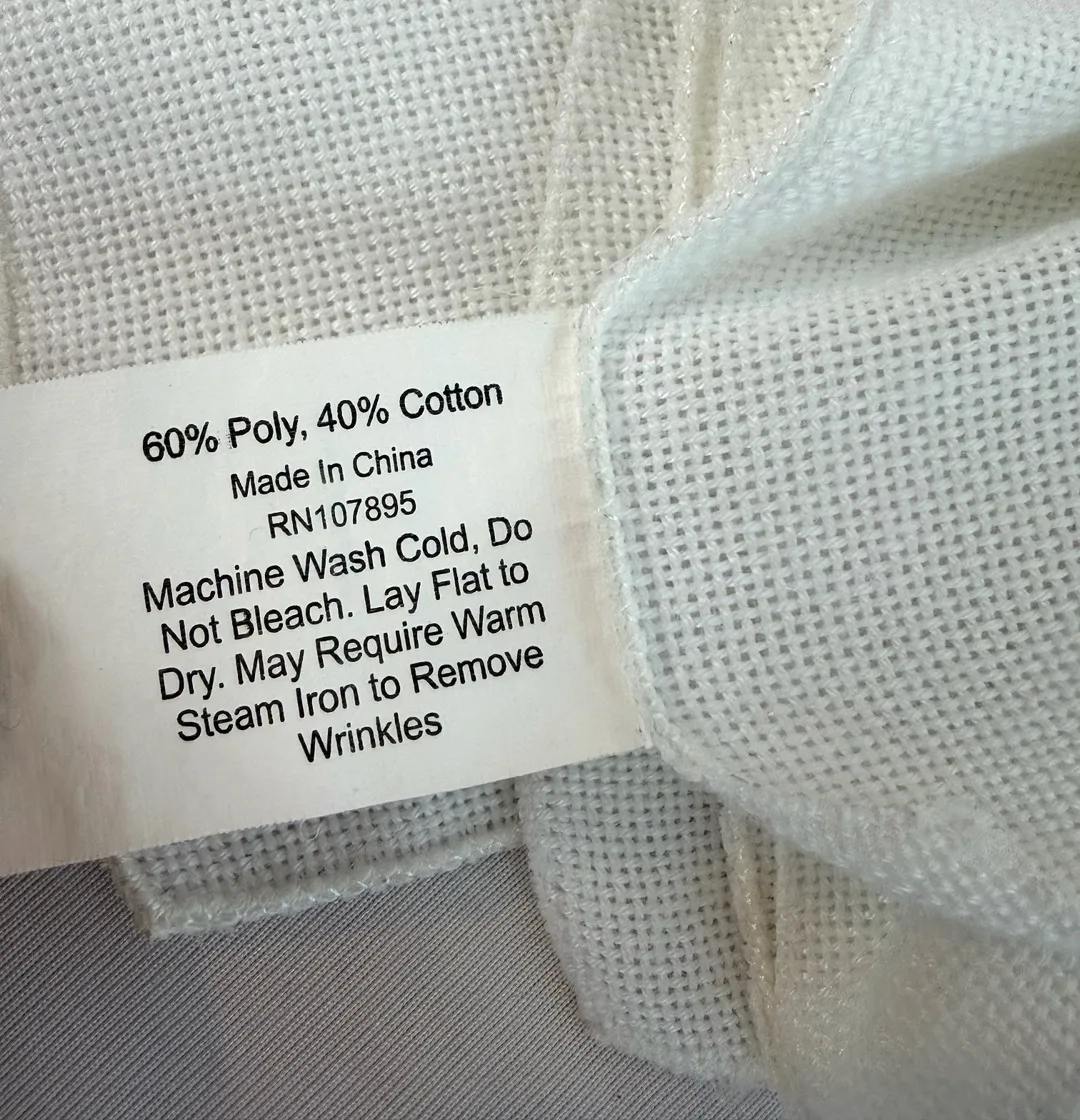 60% Poly, 40% Cotton
Made In China
RN107895
Machine Wash Cold, Do
Not Bleach. Lay Flat to
Dry. May Require Warm
Steam Iron to Remove
Wrinkles